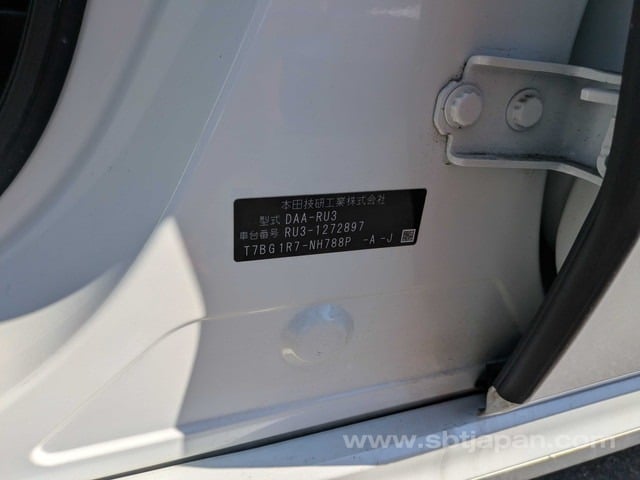 本田技研工業株式会社
型式 DAA-RU3
車台番号 RU3-1272897
T7BG1R7-NH788P -A-J
www.sbtjapan.com